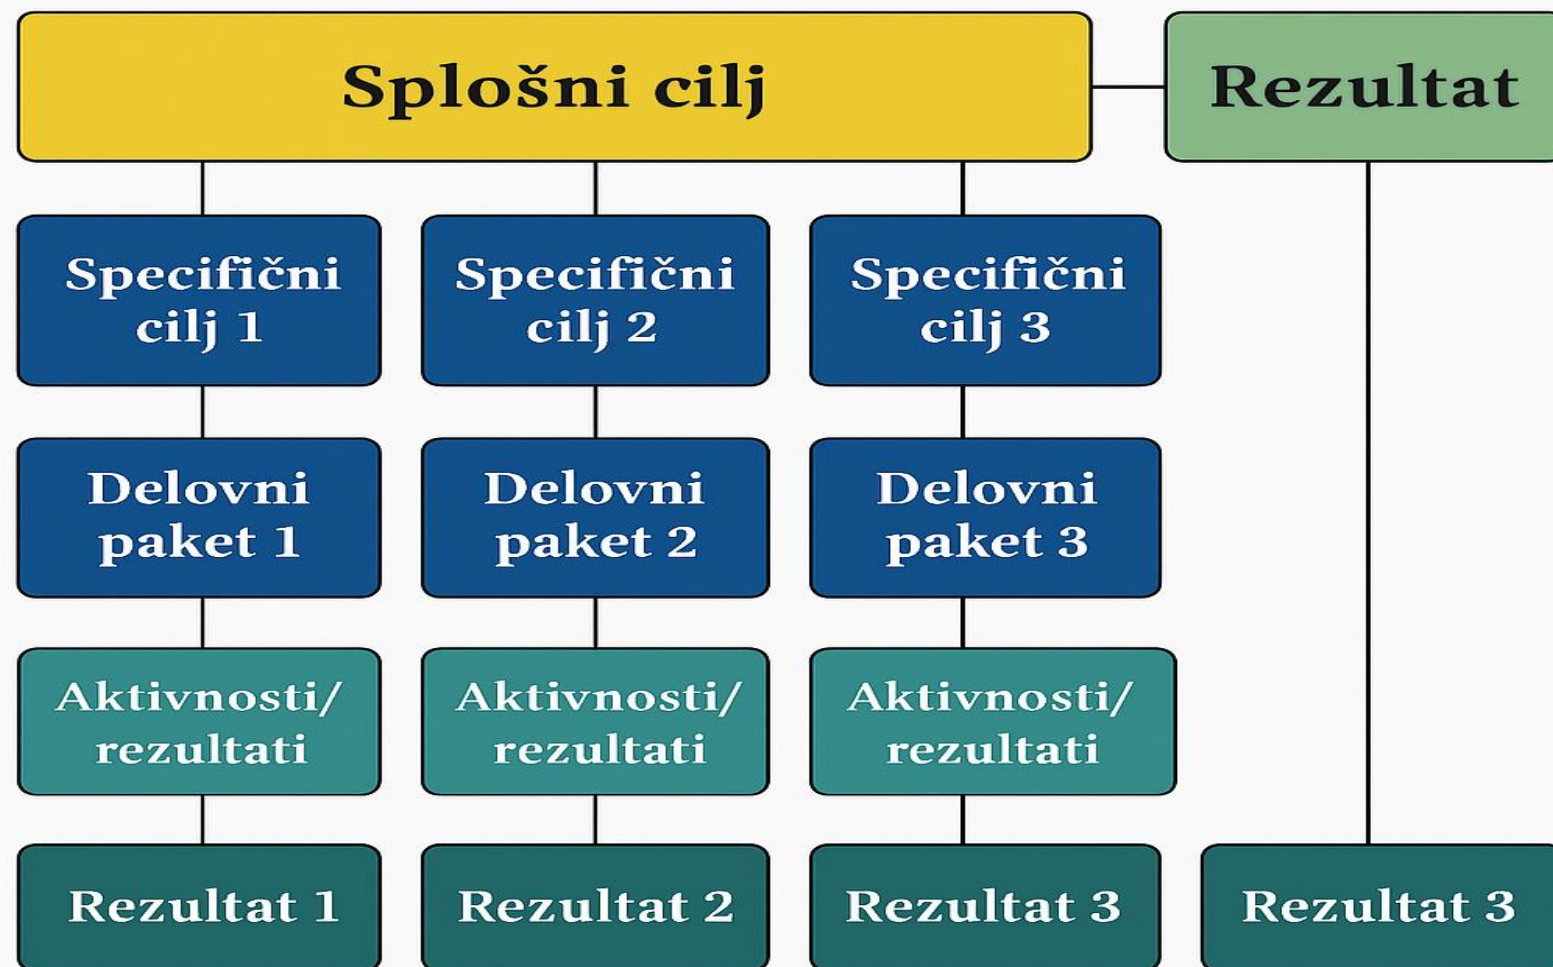 Splošni cilj
Rezultat
Specifični
cilj 1
Specifični
cilj 2
Specifični
cilj 3
Delovni
paket 1
Delovni
paket 2
Delovni
paket 3
Aktivnosti/
rezultati
Aktivnosti/
rezultati
Aktivnosti/
rezultati
Rezultat 1
Rezultat 2
Rezultat 3
Rezultat 3